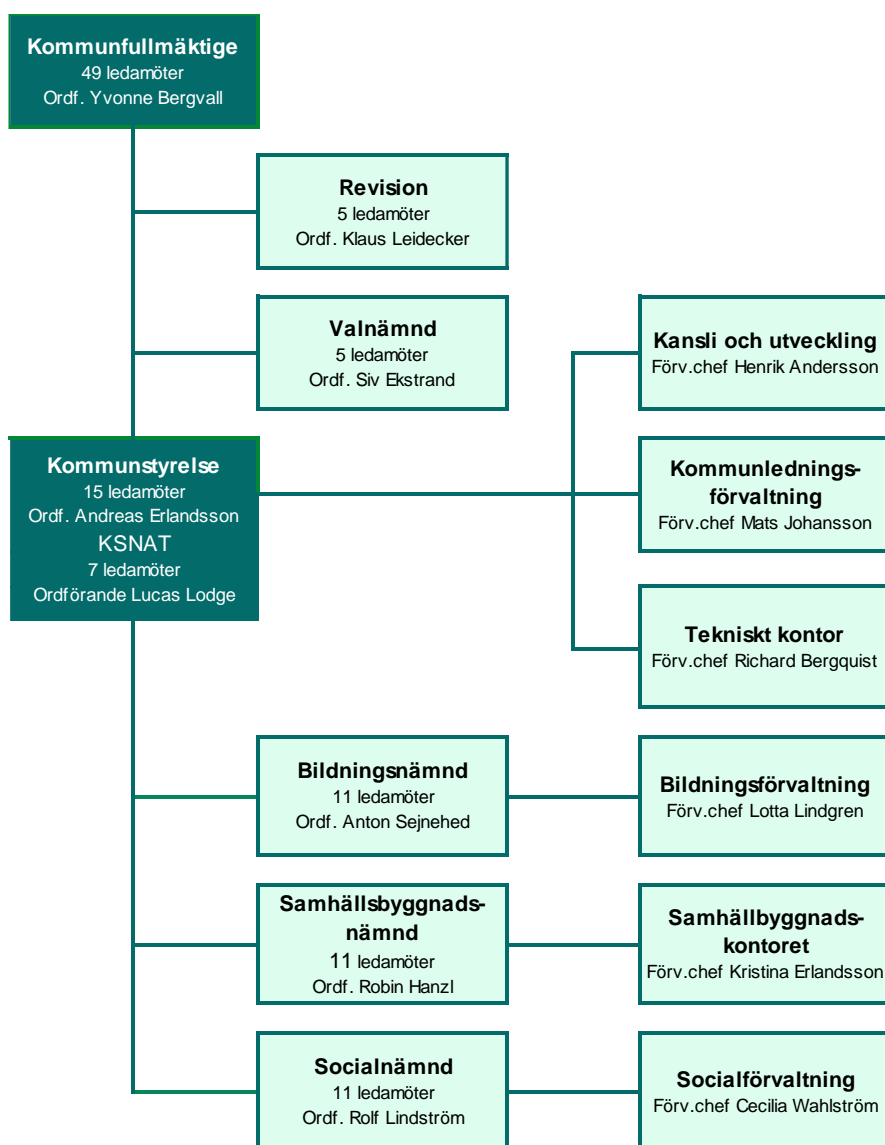 Kommunfullmäktige
49 ledamöter
Ordf. Yvonne Bergvall
Revision
5 ledamöter
Ordf. Klaus Leidecker
Valnämnd
5 ledamöter
Ordf. Siv Ekstrand
Kansli och utveckling
Förv.chef Henrik Andersson
Kommunstyrelse
15 ledamöter
Ordf. Andreas Erlandsson
KSNAT
7 ledamöter
Ordförande Lucas Lodge
Kommunlednings-
förvaltning
Förv.chef Mats Johansson
Tekniskt kontor
Förv.chef Richard Bergquist
Bildningsnämnd
11 ledamöter
Ordf. Anton Sejnehed
Bildningsförvaltning
Förv.chef Lotta Lindgren
Samhällsbyggnads-
nämnd
11 ledamöter
Ordf. Robin Hanzl
Samhällbyggnads-
kontoret
Förv.chef Kristina Erlandsson
Socialnämnd
11 ledamöter
Ordf. Rolf Lindström
Socialförvaltning
Förv.chef Cecilia Wahlström